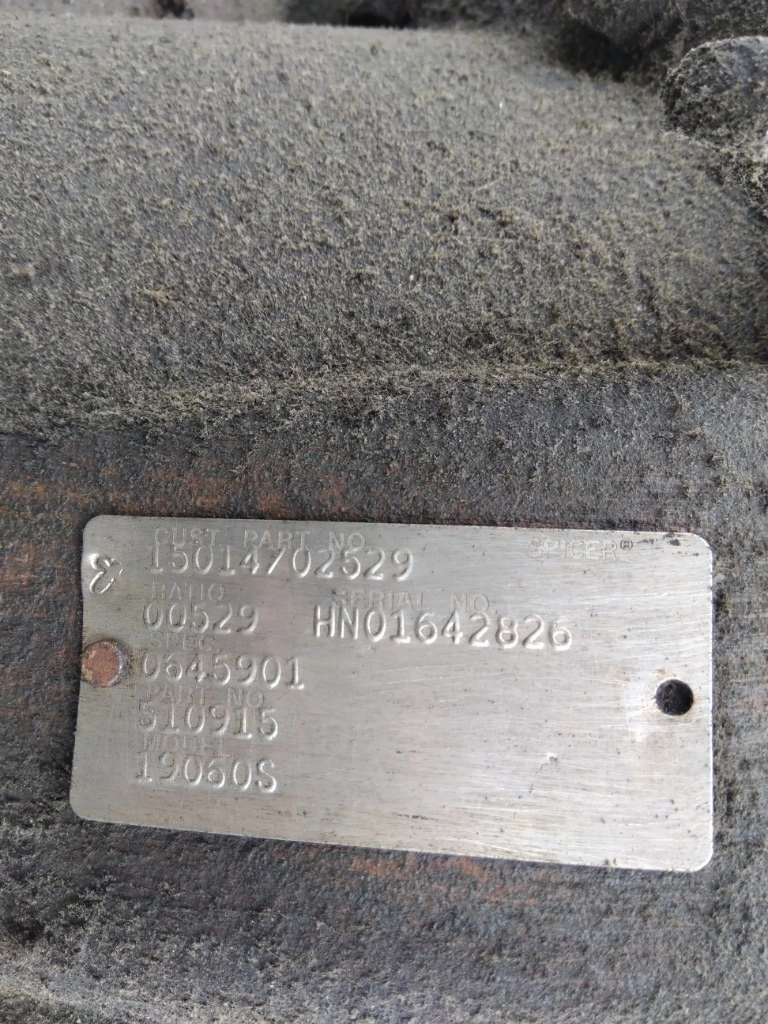 CUST. PART NO. SPICER®
15014702529
RATIO SERIAL NO.
00529 HN01642826
SPEC.
0645901
PART NO.
510915
MODEL
19060S